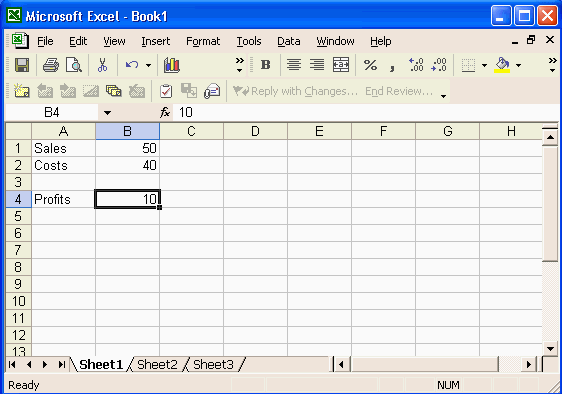 Microsoft Excel - Book1
File Edit View Insert Format Tools Data Window Help
B % , .00 .00
Reply with Changes... End Review...
B4 fx 10
A B C D E F G H
1 Sales 50
2 Costs 40
3
4 Profits 10
5
6
7
8
9
10
11
12
13
Sheet1 Sheet2 Sheet3
Ready NUM